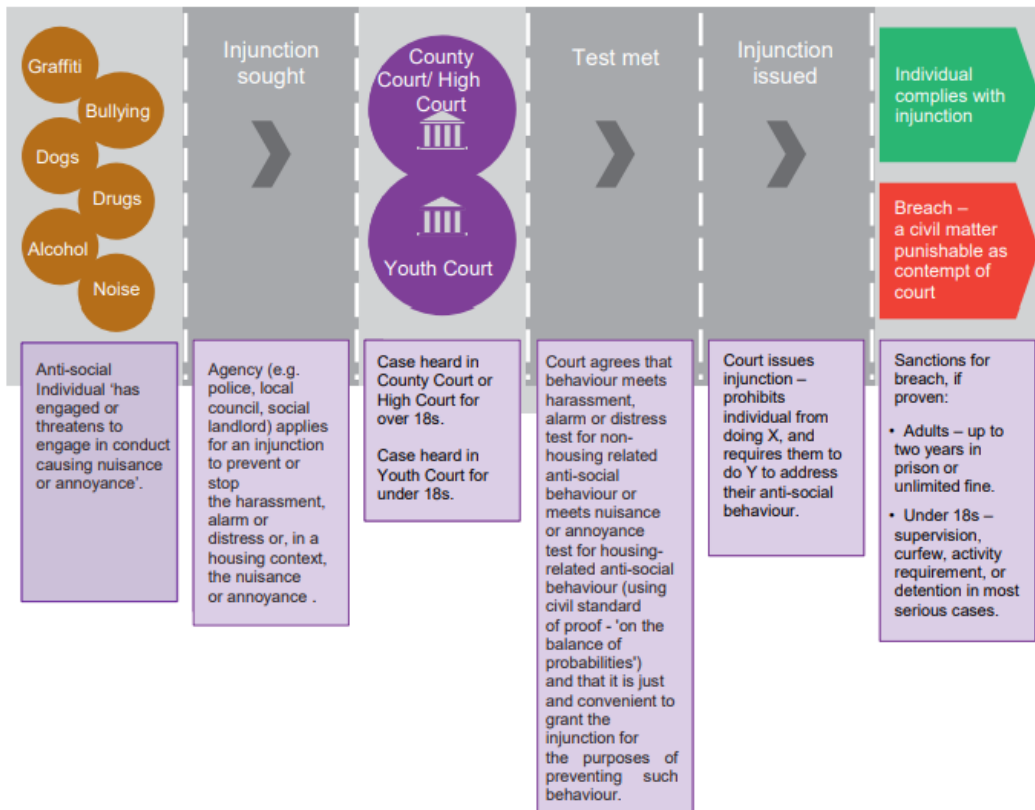 Graffiti
Bullying
Dogs
Drugs
Alcohol
Noise
Injunction
sought
County
Court/ High
Court
Youth Court
Test met
Injunction
issued
Individual
complies with
injunction
Breach –
a civil matter
punishable as
contempt of
court
Anti-social
Individual ‘has
engaged or
threatens to
engage in conduct
causing nuisance
or annoyance’.
Agency (e.g.
police, local
council, social
landlord) applies
for an injunction
to prevent or
stop
the harassment,
alarm or
distress or, in a
housing context,
the nuisance
or annoyance .
Case heard in
County Court or
High Court for
over 18s.
Case heard in
Youth Court for
under 18s.
Court agrees that
behaviour meets
harassment,
alarm or distress
test for non-
housing related
anti-social
behaviour or
meets nuisance
or annoyance
test for housing-
related anti-social
behaviour (using
civil standard
of proof - 'on the
balance of
probabilities')
and that it is just
and convenient to
grant the
injunction for
the purposes of
preventing such
behaviour.
Court issues
injunction –
prohibits
individual from
doing X, and
requires them to
do Y to address
their anti-social
behaviour.
Sanctions for
breach, if
proven:
• Adults – up to
two years in
prison or
unlimited fine.
• Under 18s –
supervision,
curfew, activity
requirement, or
detention in most
serious cases.